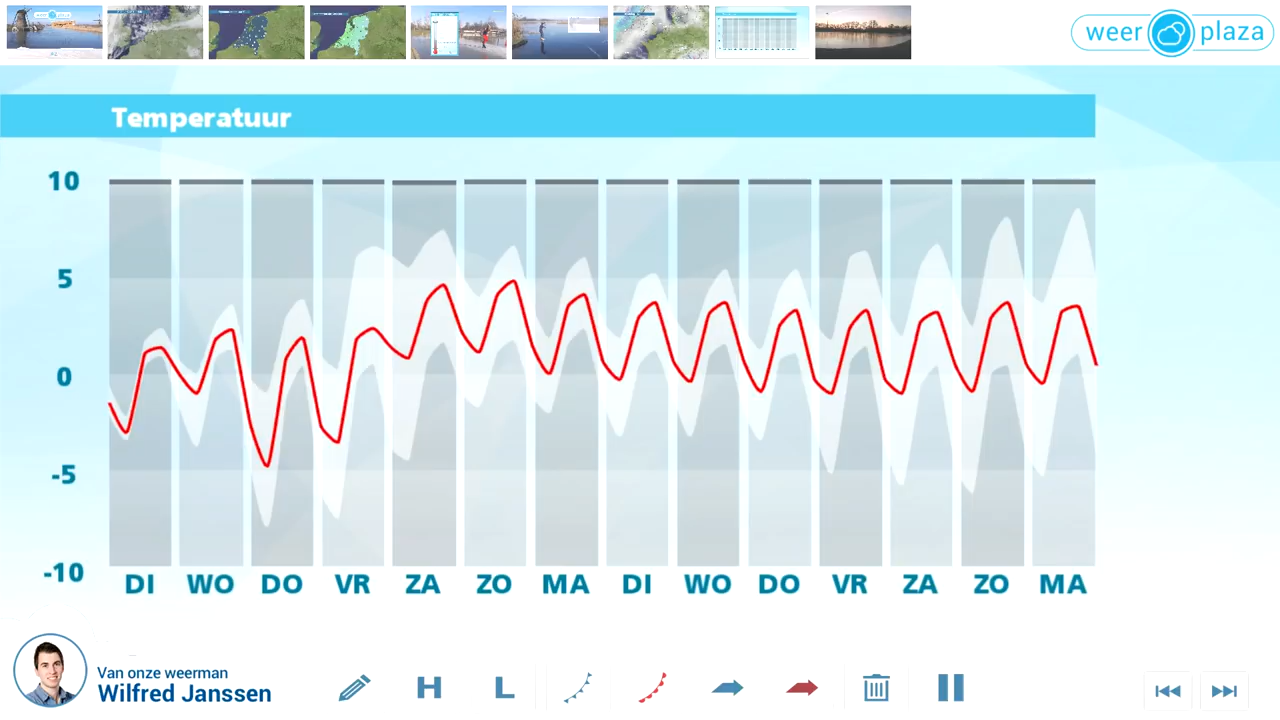 weer plaza
Temperatuur
10
5
0
-5
-10
DI WO DO VR ZA ZO MA DI WO DO VR ZA ZO MA
Van onze weerman
Wilfred Janssen
H L